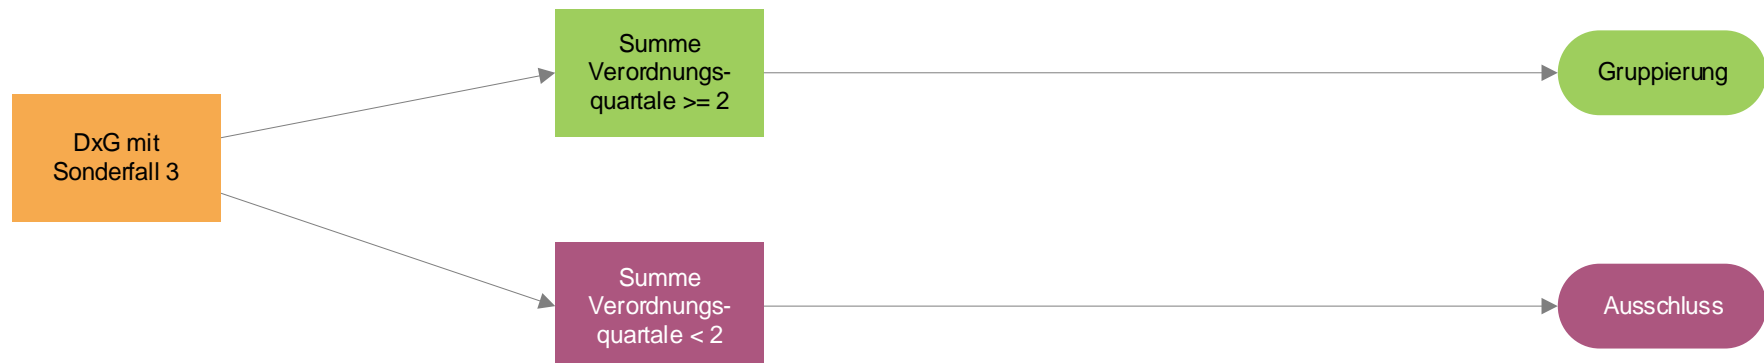 DxG mit
Sonderfall 3
Summe
Verordnungs-
quartale >= 2
Gruppierung
Summe
Verordnungs-
quartale < 2
Ausschluss